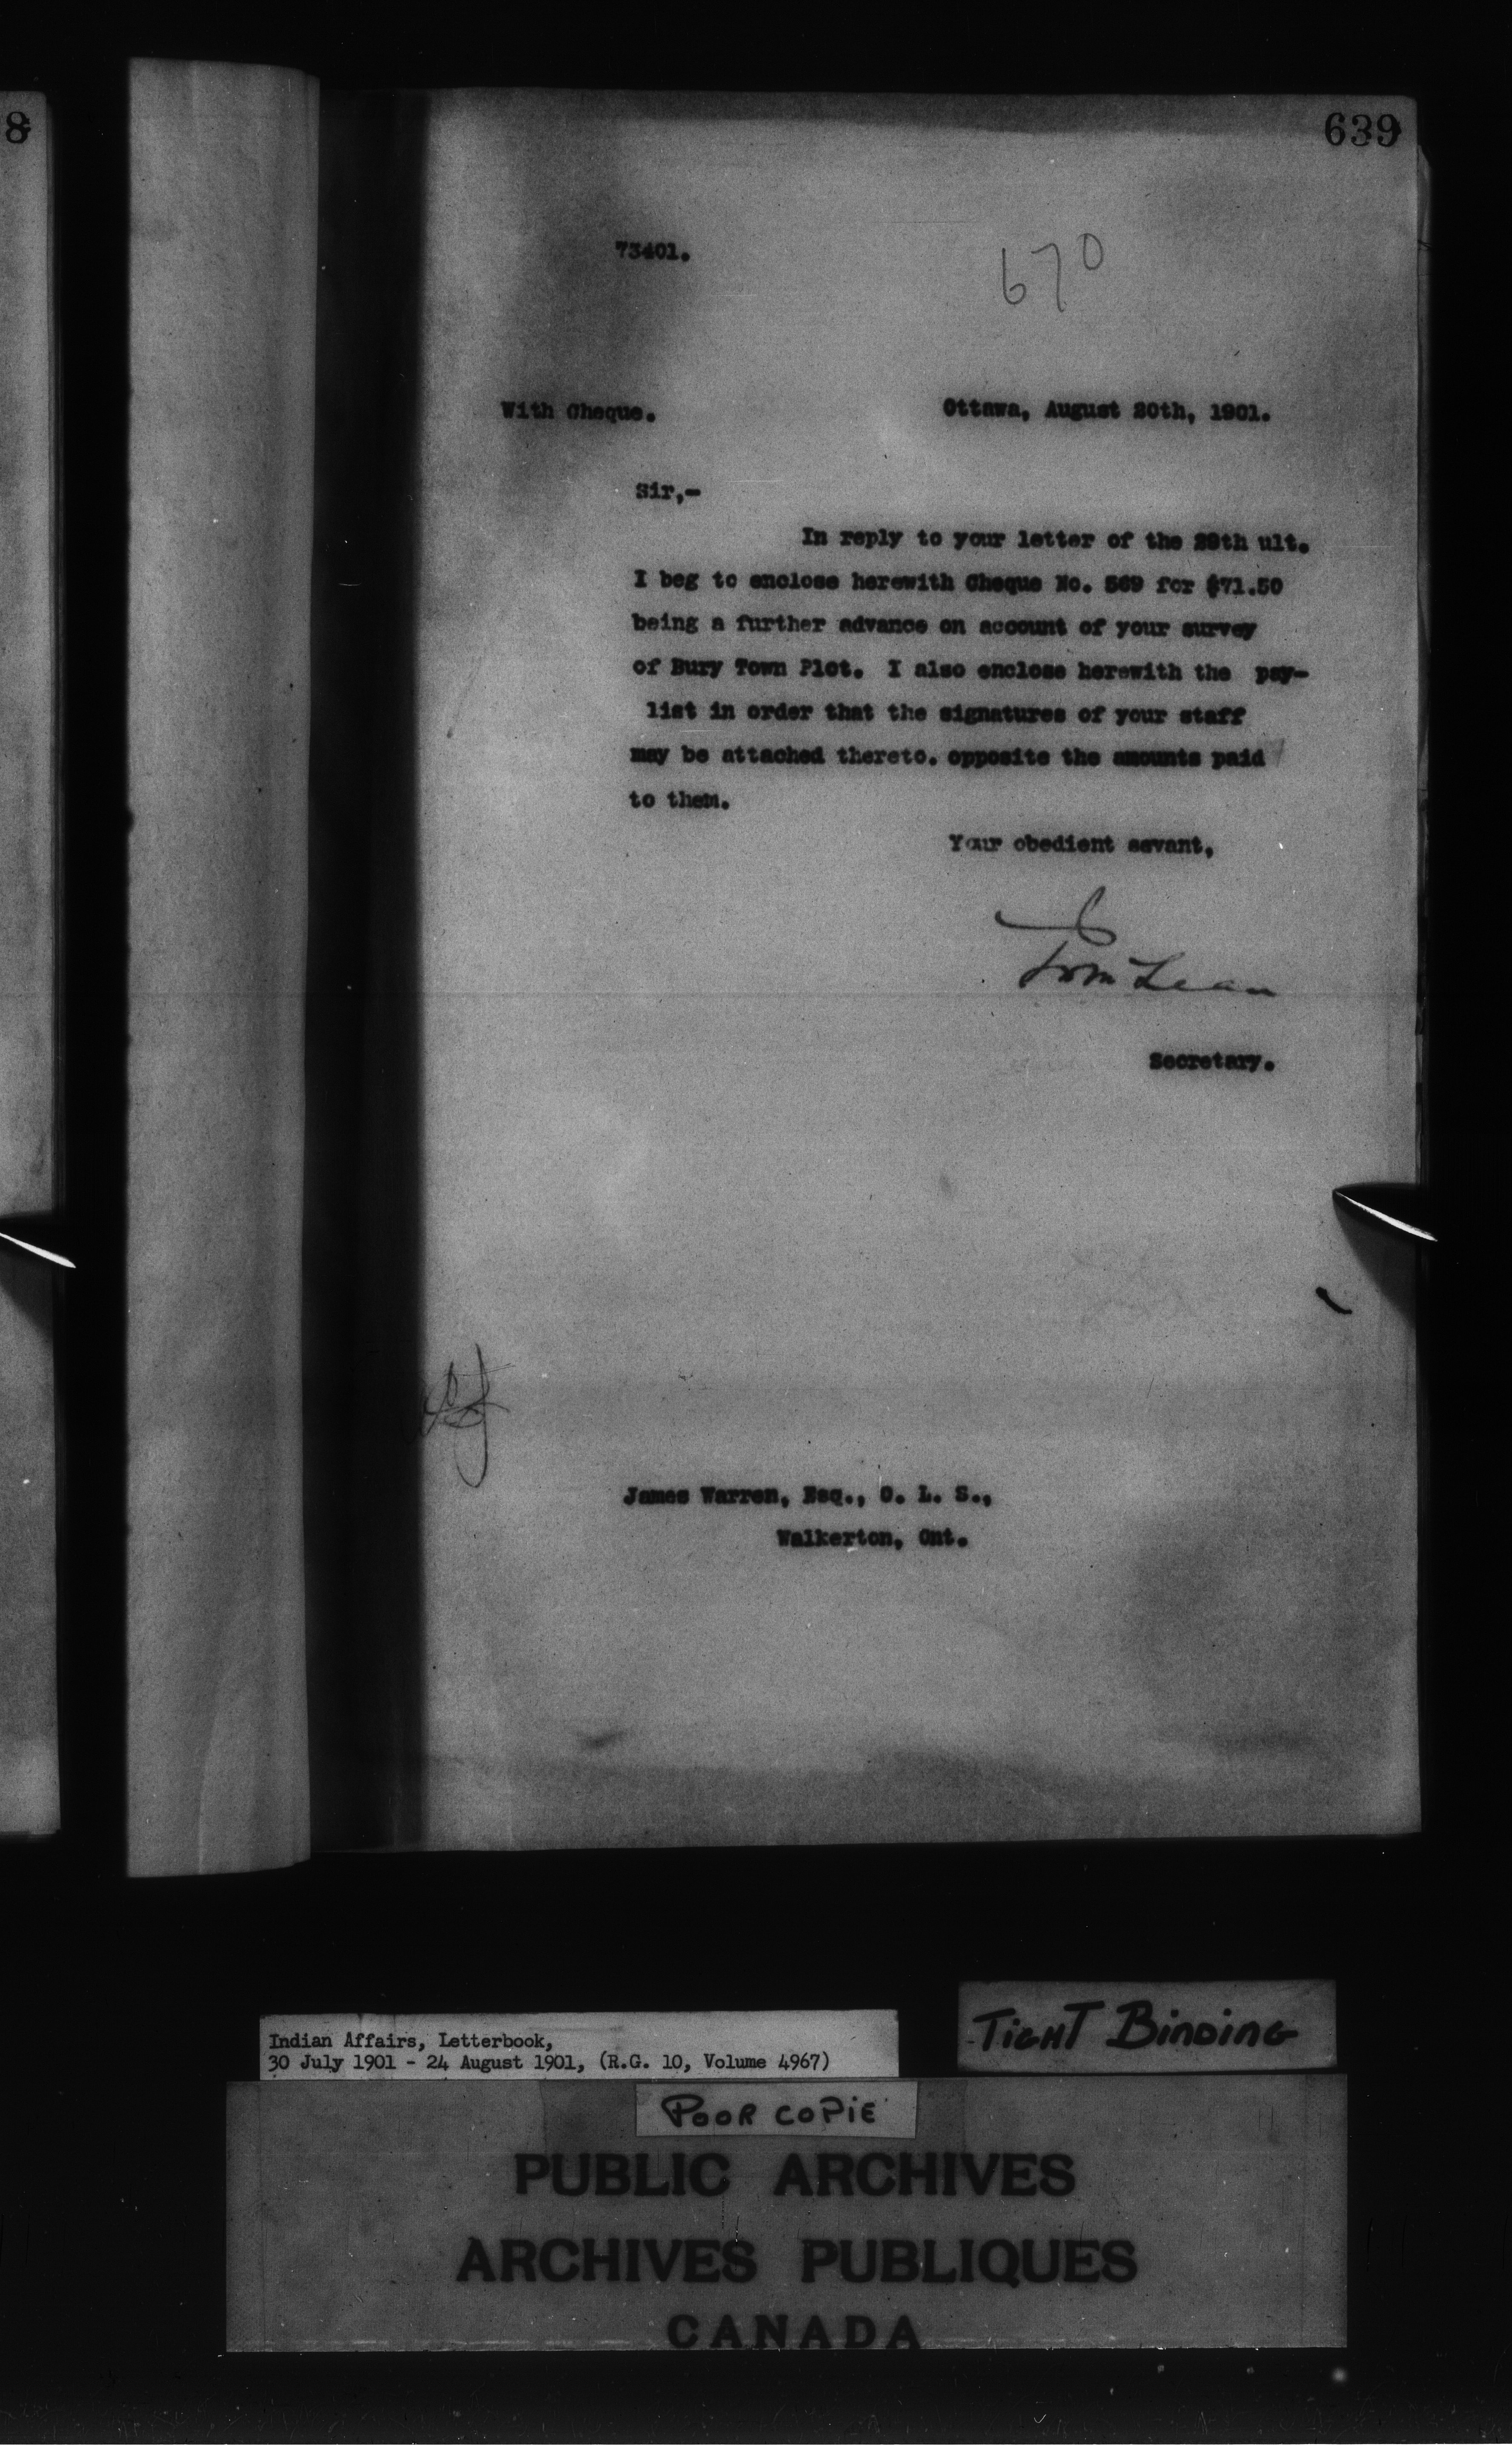 8
639
73401.
670
With Cheque.
Ottawa, August 20th, 1901.
Sir,-
In reply to your letter of the 29th ult.
I beg to enclose herewith Cheque No. 569 for $71.50
being a further advance on account of your survey
of Bury Town Plot. I also enclose herewith the pay-
list in order that the signatures of your staff
may be attached thereto. opposite the amounts paid
to them.
Your obedient sevant,
Secretary.
James Warren, Esq., O. L. S.,
Walkerton, Ont.
Indian Affairs, Letterbook,
30 July 1901 - 24 August 1901, (R.G. 10, Volume 4967)
TIGHT BINDING
POOR COPIE
PUBLIC ARCHIVES
ARCHIVES PUBLIQUES
CANADA